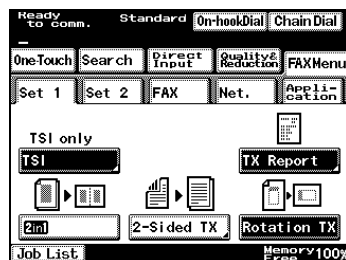 Ready to comm. Standard On-hookDial Chain Dial
One-Touch Search Direct Input Quality& Reduction FAXMenu
Set 1 Set 2 FAX Net. Appli-cation
TSI only
TSI TX Report
2in1 2-Sided TX Rotation TX
Job List Memory Free 100%